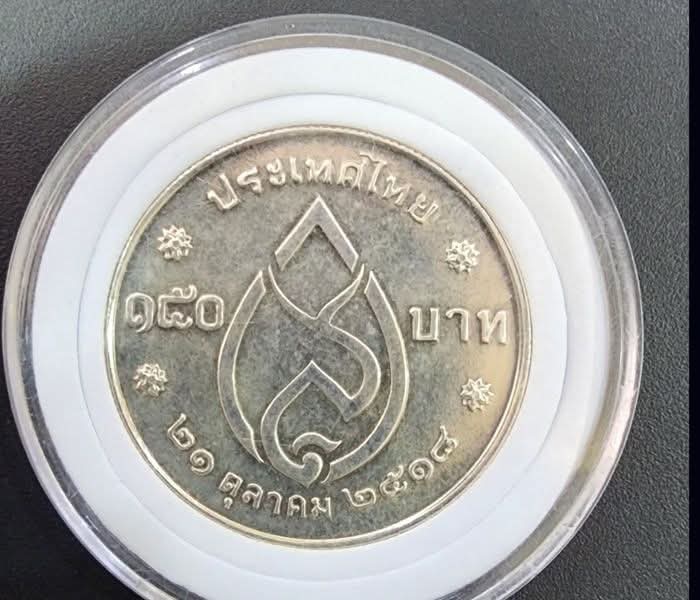 ประเทศไทย
๑๕๐ บาท
๒๑ ตุลาคม ๒๕๑๘